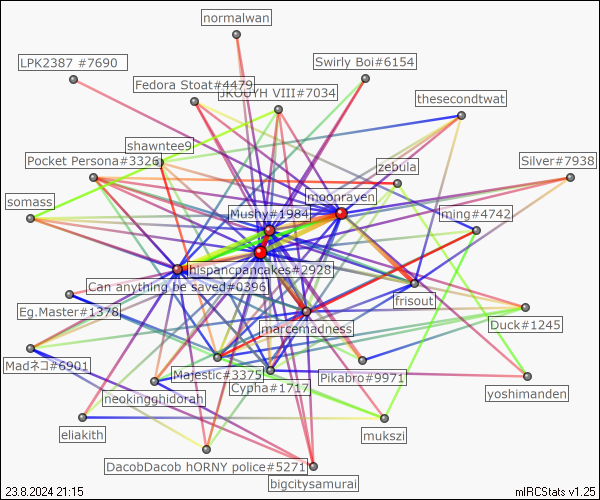 normalwan
LPK2387 #7690
Swirly Boi#6154
Fedora Stoat#4479
JKOUYH VIII#7034
thesecondtwat
shawntee9
Pocket Persona#3326
zebula
Silver#7938
moonraven
somass
Mushy#1984
ming#4742
hispancpancakes#2928
Can anything be saved#0396
frisout
Eg.Master#1378
marcemadness
Duck#1245
Madネコ#6901
Majestic#3375
Pikabro#9971
Cypha#1717
yoshimanden
neokingghidorah
eliakith
mukszi
DacobDacob hORNY police#5271
bigcitysamurai
23.8.2024 21:15
mIRCStats v1.25